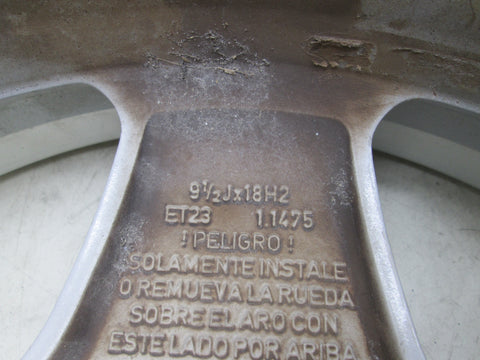 9½Jx18H2
ET23 1.1475
!PELIGRO!
SOLAMENTE INSTALE
O REMUEVA LA RUEDA
SOBRE EL ARO CON
ESTE LADO POR ARIBA